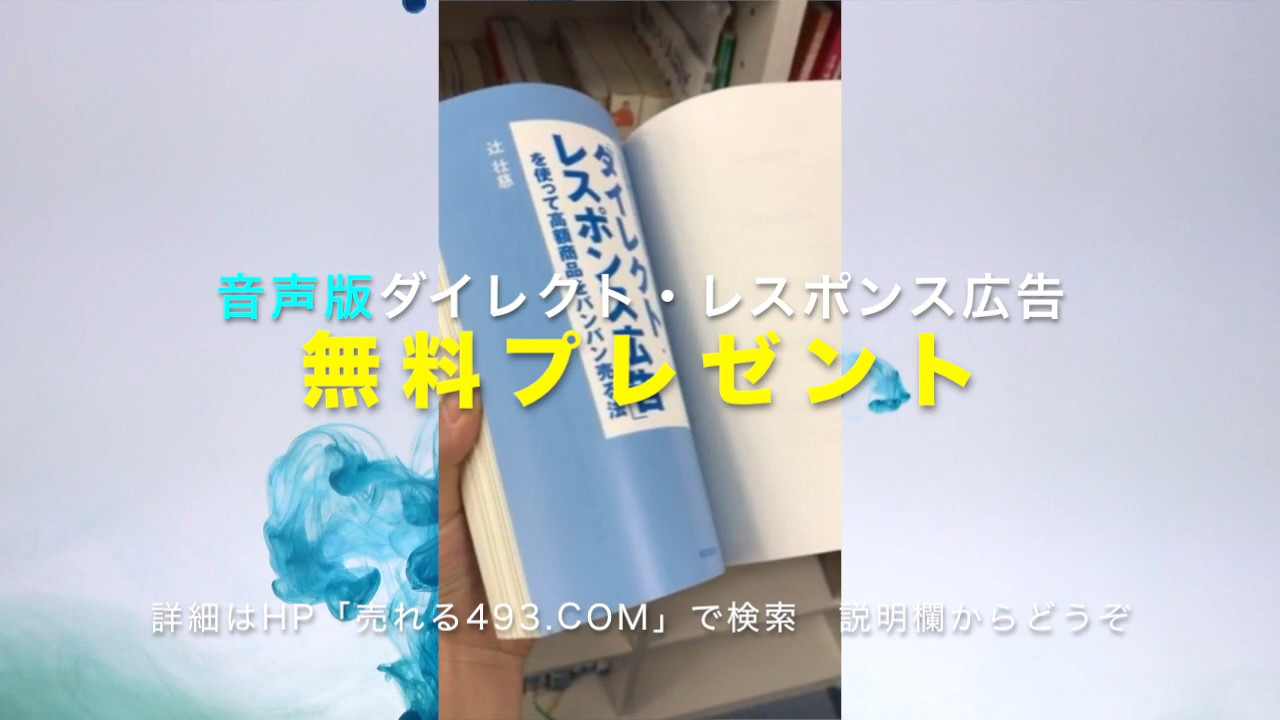 辻 壮慈
「ダイレクト・
レスポンス広告」
を使って高額商品をバンバン売る法
音声版ダイレクト・レスポンス広告
無料プレゼント
詳細はHP「売れる493.COM」で検索 説明欄からどうぞ